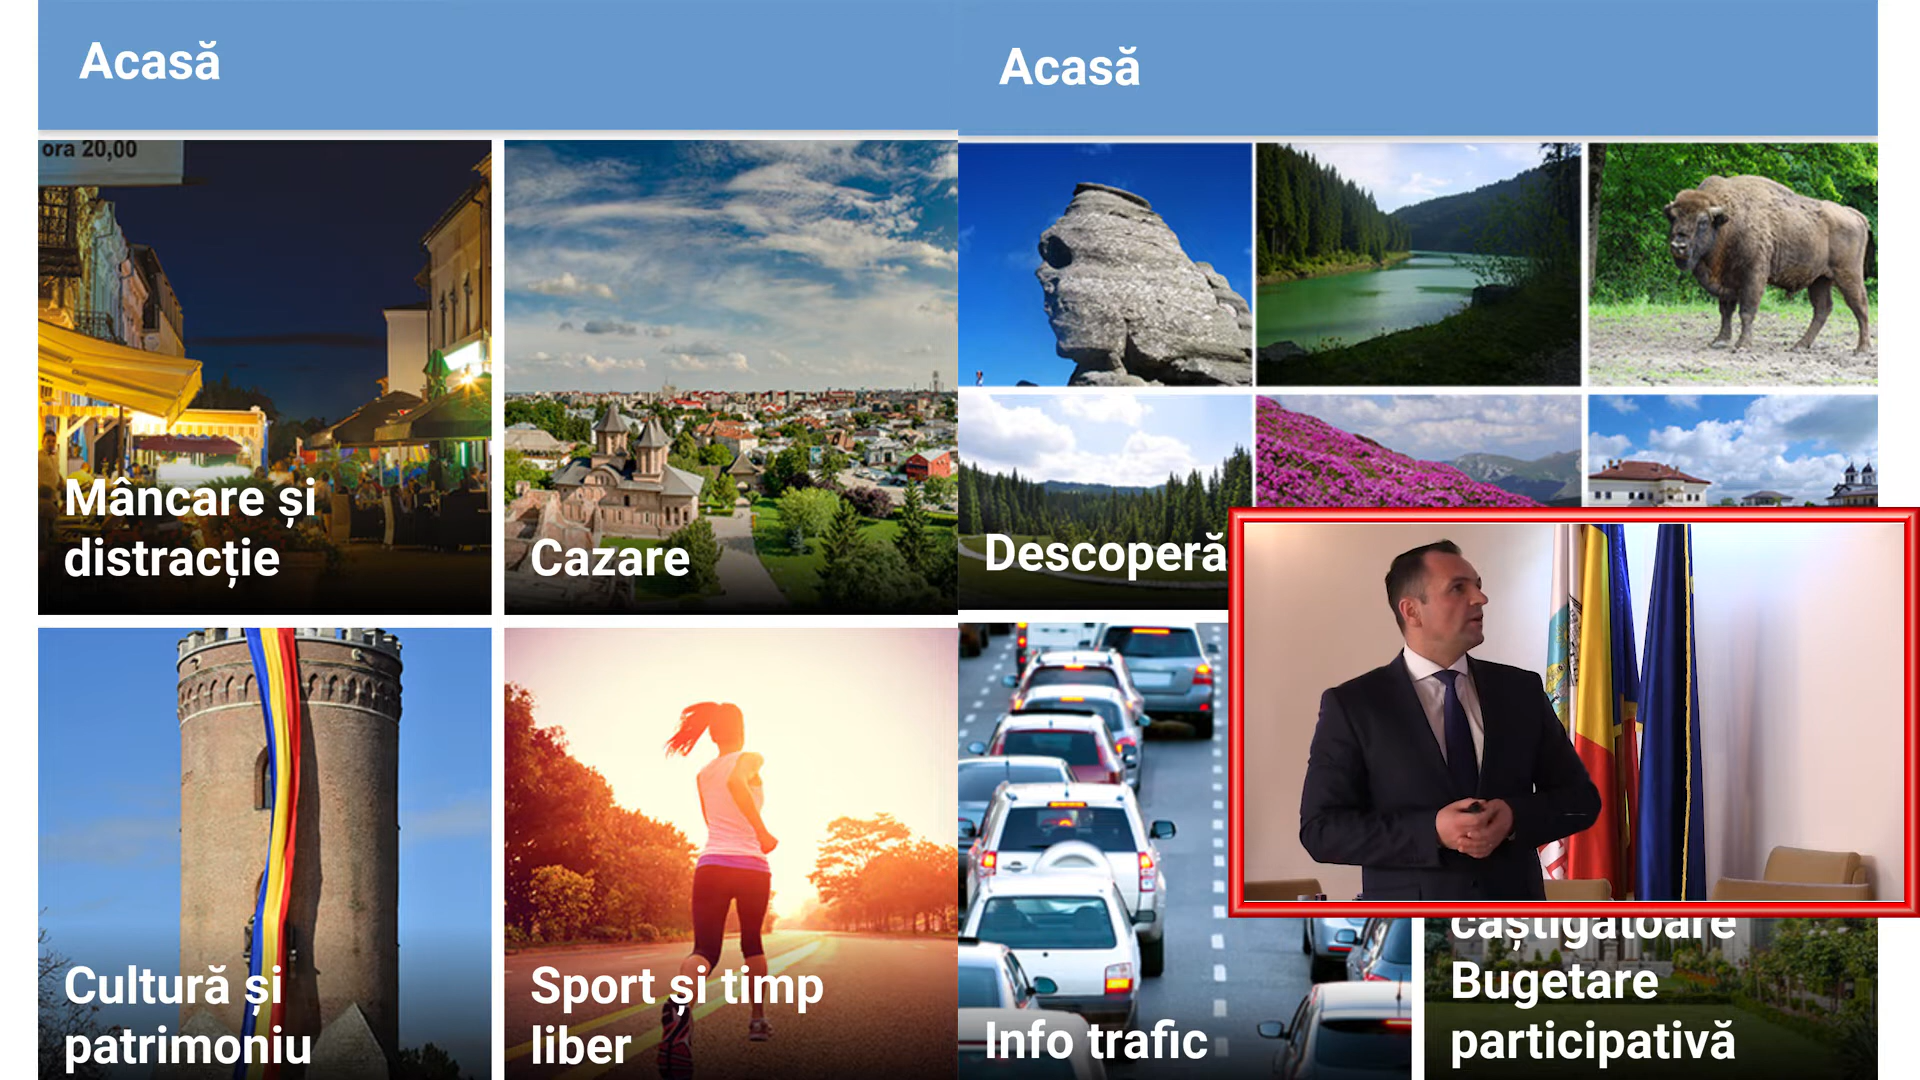 Acasă
ora 20,00
Mâncare și
distracție
Cazare
Cultură și
patrimoniu
Sport și timp
liber
Acasă
Descoperă
Info trafic
câștigătoare
Bugetare
participativă